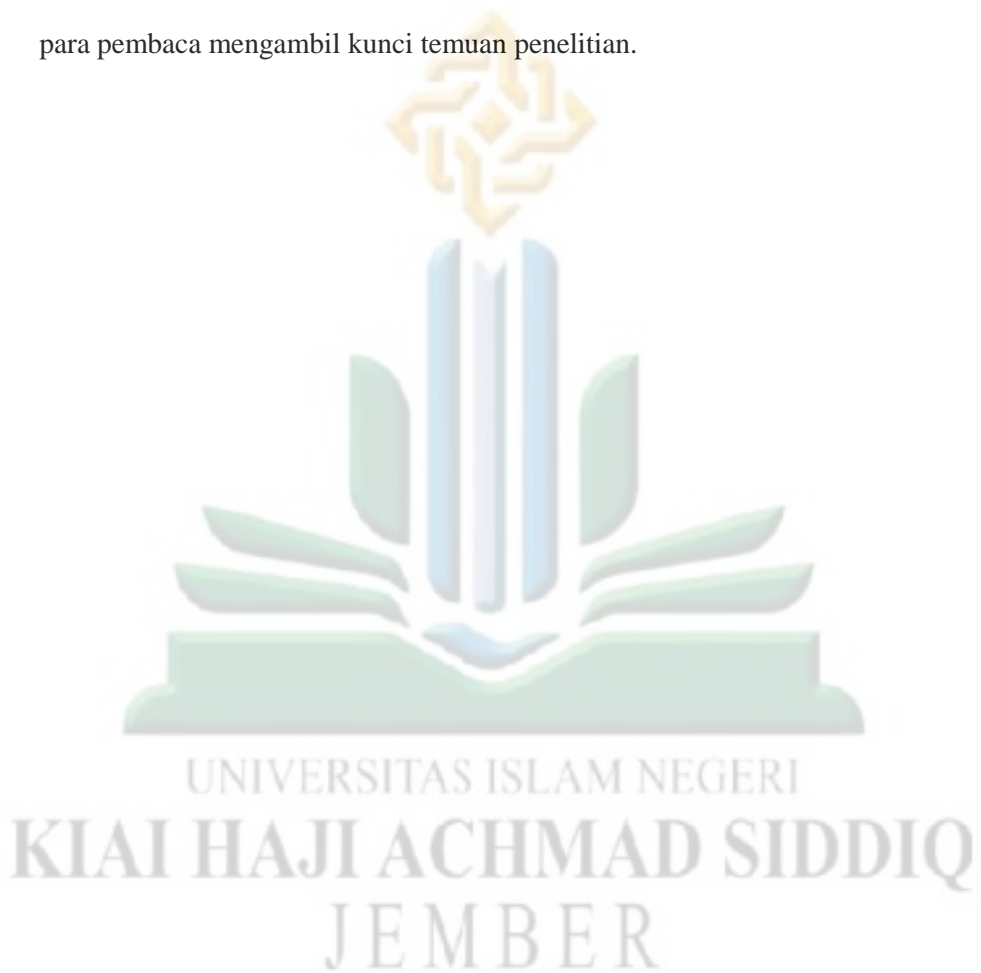 para pembaca mengambil kunci temuan penelitian.
UNIVERSITAS ISLAM NEGERI
KIAI HAJI ACHMAD SIDDIQ
JEMBER